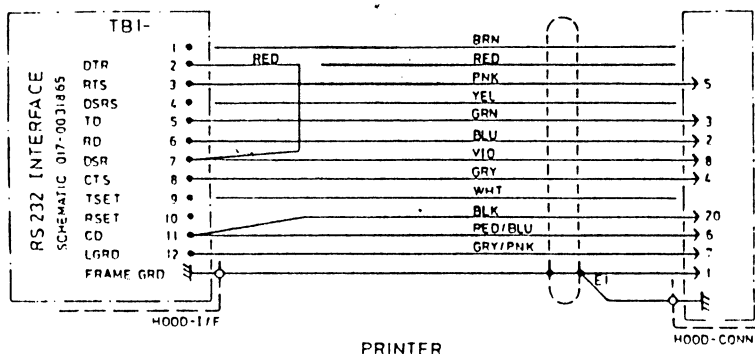 TB1-
1 BRN
DTR 2 RED RED
RTS 3 PNK 5
DSRS 4 YEL
TD 5 GRN 3
RD 6 BLU 2
DSR 7 VIO 8
CTS 8 GRY 4
TSET 9 WHT
RSET 10 BLK 20
CD 11 RED/BLU 6
LGRD 12 GRY/PNK 7
FRAME GRD 1
E1
RS232 INTERFACE
SCHEMATIC 017-0031865
HOOD-I/F
HOOD-CONN
PRINTER